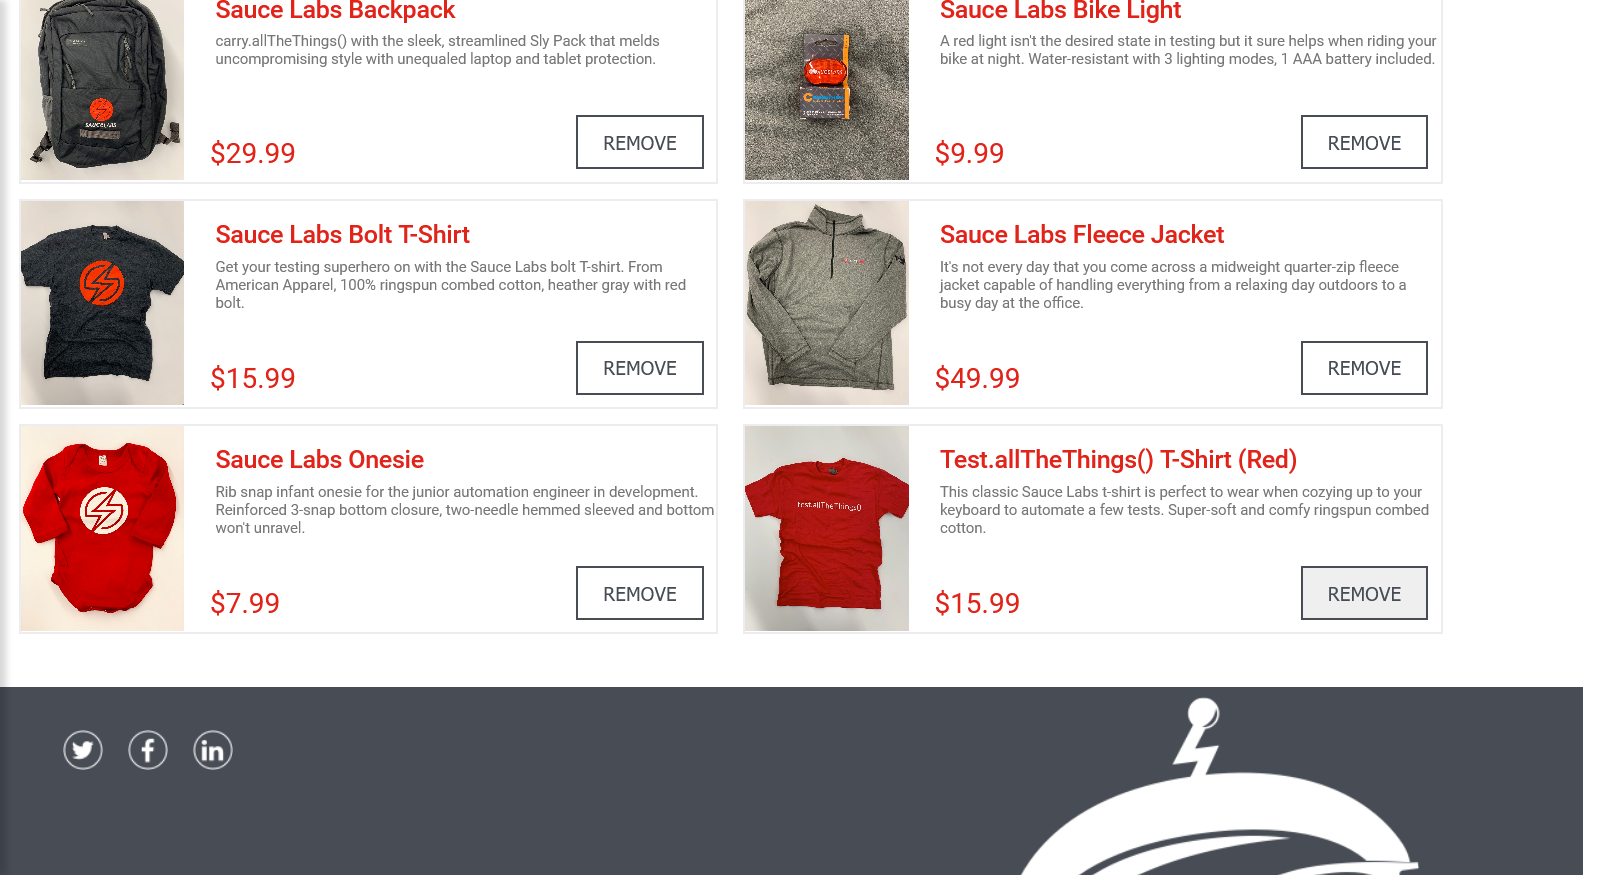 Sauce Labs Backpack
carry.allTheThings() with the sleek, streamlined Sly Pack that melds
uncompromising style with unequaled laptop and tablet protection.
SAUCELABS
$29.99
REMOVE
Sauce Labs Bike Light
A red light isn't the desired state in testing but it sure helps when riding your
bike at night. Water-resistant with 3 lighting modes, 1 AAA battery included.
$9.99
REMOVE
Sauce Labs Bolt T-Shirt
Get your testing superhero on with the Sauce Labs bolt T-shirt. From
American Apparel, 100% ringspun combed cotton, heather gray with red
bolt.
$15.99
REMOVE
Sauce Labs Fleece Jacket
It's not every day that you come across a midweight quarter-zip fleece
jacket capable of handling everything from a relaxing day outdoors to a
busy day at the office.
$49.99
REMOVE
Sauce Labs Onesie
Rib snap infant onesie for the junior automation engineer in development.
Reinforced 3-snap bottom closure, two-needle hemmed sleeved and bottom
won't unravel.
$7.99
REMOVE
Test.allTheThings() T-Shirt (Red)
This classic Sauce Labs t-shirt is perfect to wear when cozying up to your
keyboard to automate a few tests. Super-soft and comfy ringspun combed
cotton.
test.allTheThings()
$15.99
REMOVE